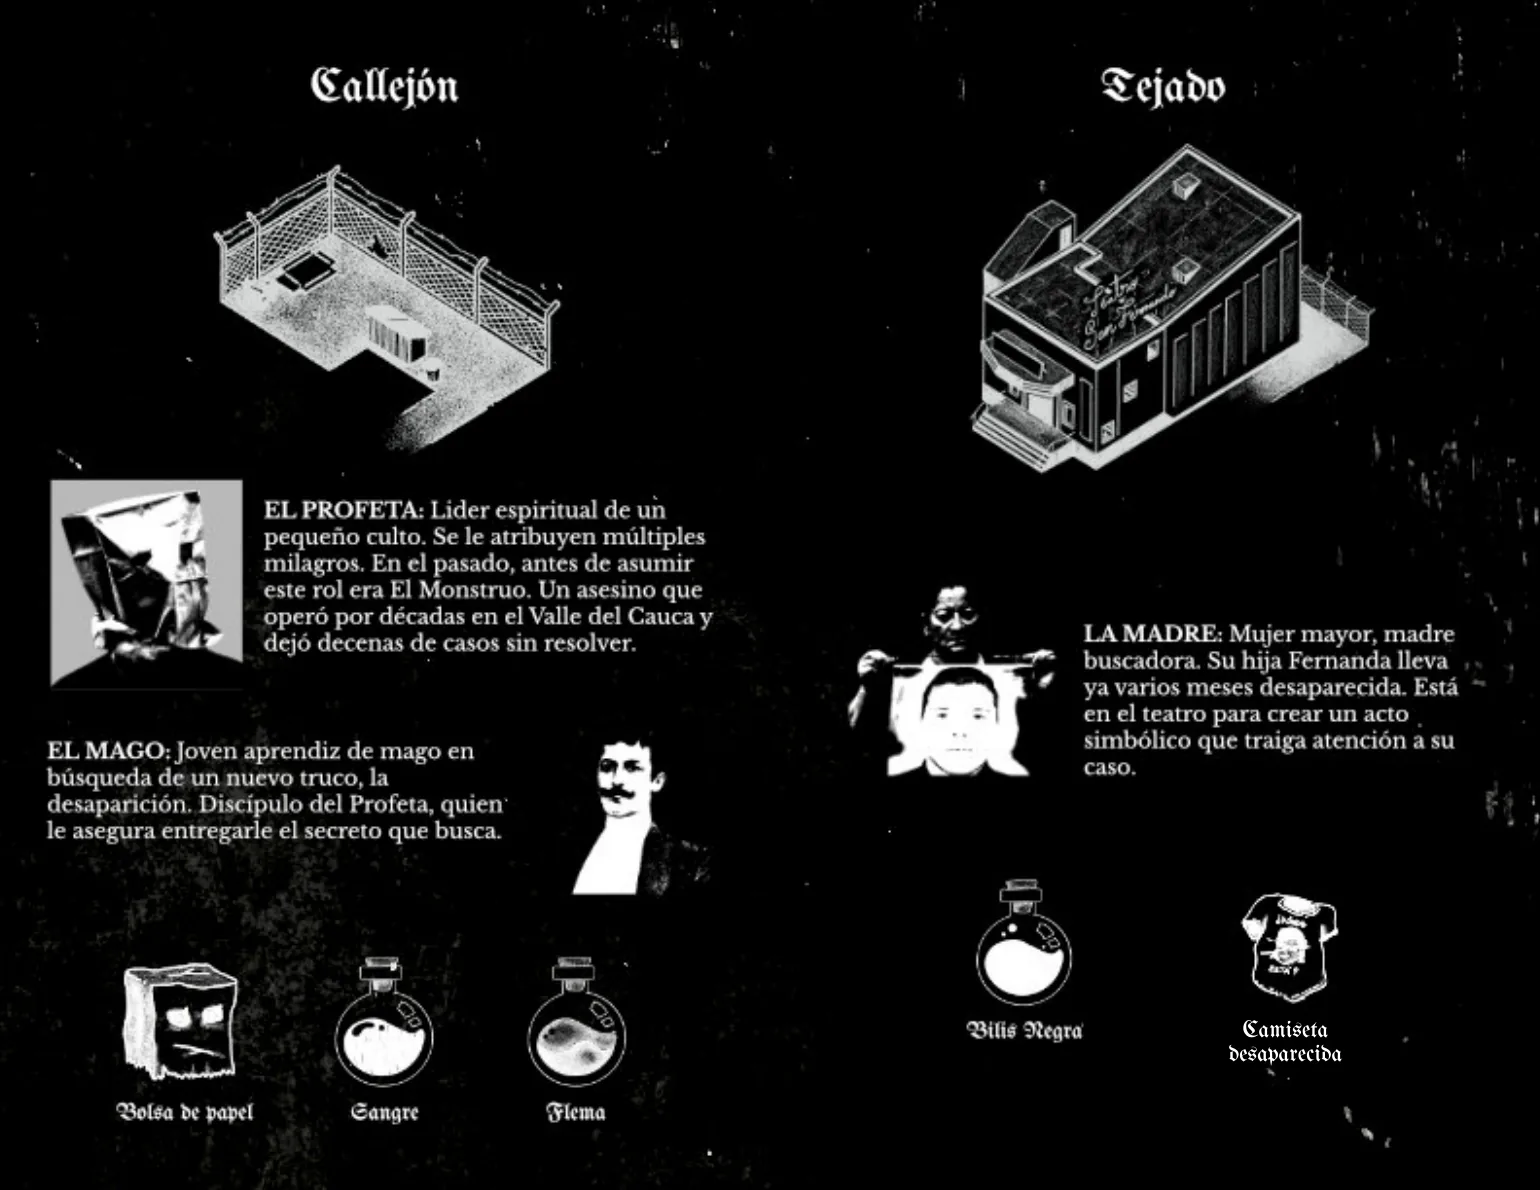 Callejón
EL PROFETA: Lider espiritual de un
pequeño culto. Se le atribuyen múltiples
milagros. En el pasado, antes de asumir
este rol era El Monstruo. Un asesino que
operó por décadas en el Valle del Cauca y
dejó decenas de casos sin resolver.
EL MAGO: Joven aprendiz de mago en
búsqueda de un nuevo truco, la
desaparición. Discípulo del Profeta, quien
le asegura entregarle el secreto que busca.
Bolsa de papel
Sangre
Flema
Tejado
Teatro
San Fernando
LA MADRE: Mujer mayor, madre
buscadora. Su hija Fernanda lleva
ya varios meses desaparecida. Está
en el teatro para crear un acto
simbólico que traiga atención a su
caso.
Bilis Negra
Camiseta
desaparecida